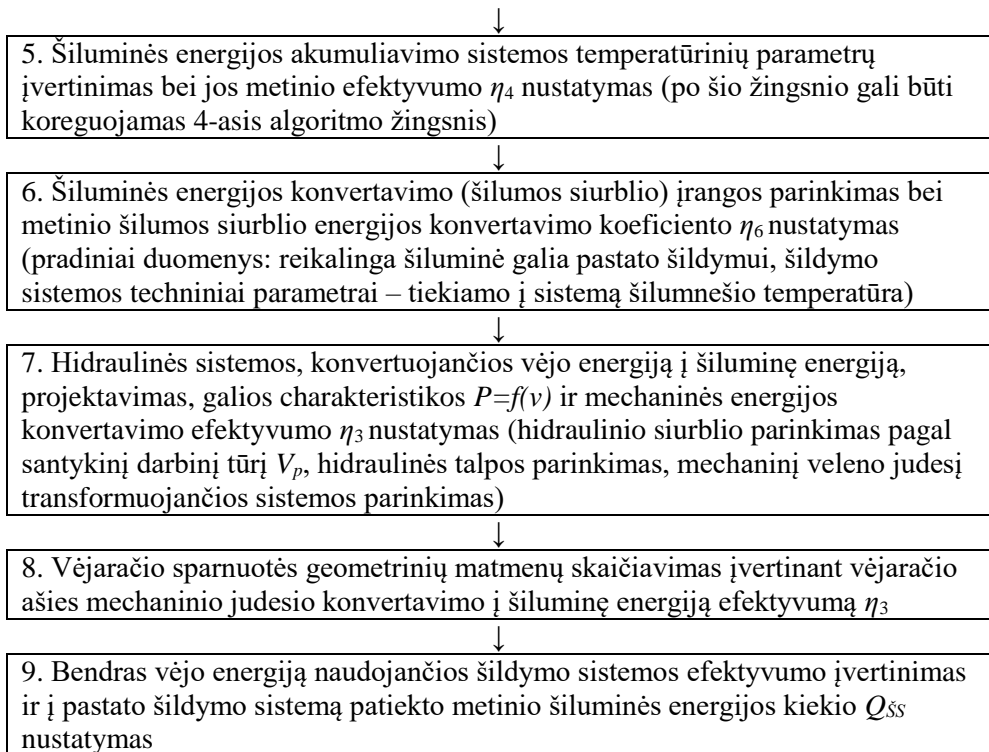 ↓
5. Šiluminės energijos akumuliavimo sistemos temperatūrinių parametrų
įvertinimas bei jos metinio efektyvumo η4 nustatymas (po šio žingsnio gali būti
koreguojamas 4-asis algoritmo žingsnis)
↓
6. Šiluminės energijos konvertavimo (šilumos siurblio) įrangos parinkimas bei
metinio šilumos siurblio energijos konvertavimo koeficiento η6 nustatymas
(pradiniai duomenys: reikalinga šiluminė galia pastato šildymui, šildymo
sistemos techniniai parametrai – tiekiamo į sistemą šilumnešio temperatūra)
↓
7. Hidraulinės sistemos, konvertuojančios vėjo energiją į šiluminę energiją,
projektavimas, galios charakteristikos P=f(v) ir mechaninės energijos
konvertavimo efektyvumo η3 nustatymas (hidraulinio siurblio parinkimas pagal
santykinį darbinį tūrį Vp, hidraulinės talpos parinkimas, mechaninį veleno judesį
transformuojančios sistemos parinkimas)
↓
8. Vėjaračio sparnuotės geometrinių matmenų skaičiavimas įvertinant vėjaračio
ašies mechaninio judesio konvertavimo į šiluminę energiją efektyvumą η3
↓
9. Bendras vėjo energiją naudojančios šildymo sistemos efektyvumo įvertinimas
ir į pastato šildymo sistemą patiekto metinio šiluminės energijos kiekio QŠS
nustatymas